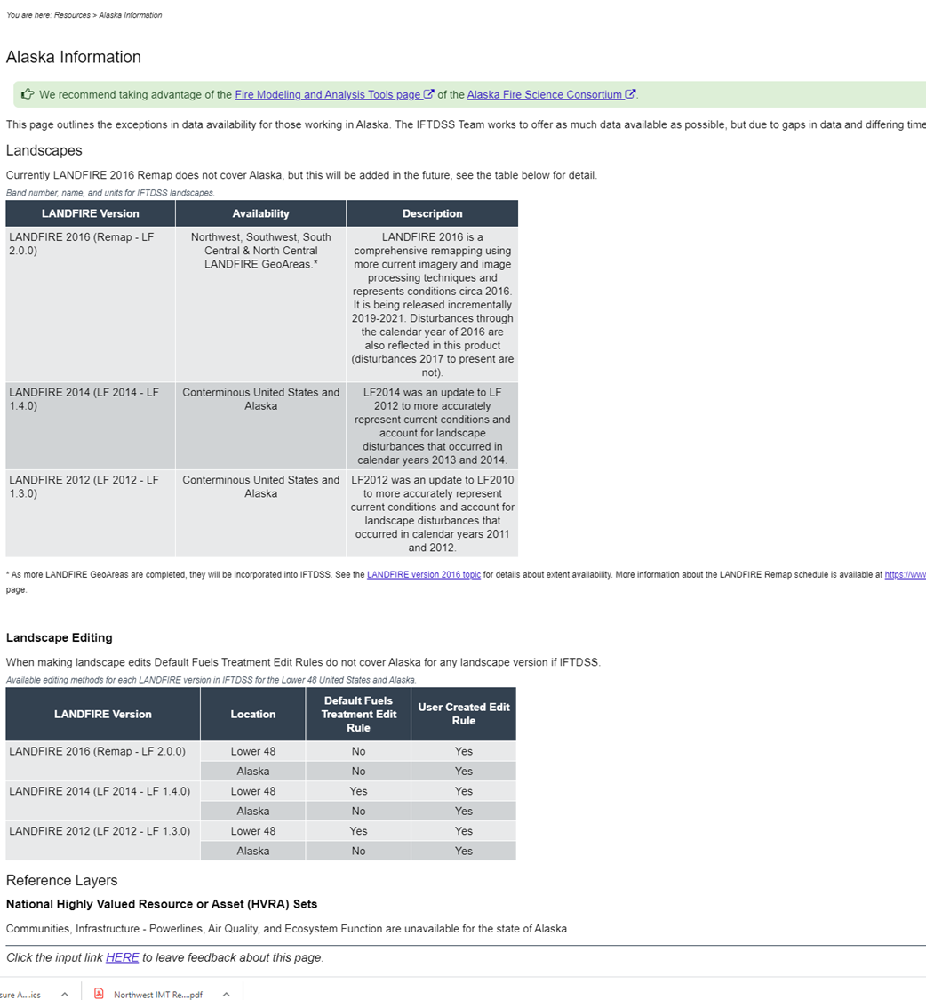 You are here: Resources > Alaska Information
Alaska Information
We recommend taking advantage of the Fire Modeling and Analysis Tools page of the Alaska Fire Science Consortium .
This page outlines the exceptions in data availability for those working in Alaska. The IFTDSS Team works to offer as much data available as possible, but due to gaps in data and differing time
Landscapes
Currently LANDFIRE 2016 Remap does not cover Alaska, but this will be added in the future, see the table below for detail.
Band number, name, and units for IFTDSS landscapes.
LANDFIRE Version Availability Description
LANDFIRE 2016 (Remap - LF
2.0.0)
Northwest, Southwest, South
Central & North Central
LANDFIRE GeoAreas.*
LANDFIRE 2016 is a
comprehensive remapping using
more current imagery and image
processing techniques and
represents conditions circa 2016.
It is being released incrementally
2019-2021. Disturbances through
the calendar year of 2016 are
also reflected in this product
(disturbances 2017 to present are
not).
LANDFIRE 2014 (LF 2014 - LF
1.4.0)
Conterminous United States and
Alaska
LF2014 was an update to LF
2012 to more accurately
represent current conditions and
account for landscape
disturbances that occurred in
calendar years 2013 and 2014.
LANDFIRE 2012 (LF 2012 - LF
1.3.0)
Conterminous United States and
Alaska
LF2012 was an update to LF2010
to more accurately represent
current conditions and account for
landscape disturbances that
occurred in calendar years 2011
and 2012.
* As more LANDFIRE GeoAreas are completed, they will be incorporated into IFTDSS. See the LANDFIRE version 2016 topic for details about extent availability. More information about the LANDFIRE Remap schedule is available at https://www
page.
Landscape Editing
When making landscape edits Default Fuels Treatment Edit Rules do not cover Alaska for any landscape version if IFTDSS.
Available editing methods for each LANDFIRE version in IFTDSS for the Lower 48 United States and Alaska.
LANDFIRE Version Location Default Fuels Treatment Edit Rule User Created Edit Rule
LANDFIRE 2016 (Remap - LF 2.0.0) Lower 48 No Yes
Alaska No Yes
LANDFIRE 2014 (LF 2014 - LF 1.4.0) Lower 48 Yes Yes
Alaska No Yes
LANDFIRE 2012 (LF 2012 - LF 1.3.0) Lower 48 Yes Yes
Alaska No Yes
Reference Layers
National Highly Valued Resource or Asset (HVRA) Sets
Communities, Infrastructure - Powerlines, Air Quality, and Ecosystem Function are unavailable for the state of Alaska
Click the input link HERE to leave feedback about this page.
sure A....ics Northwest IMT Re....pdf